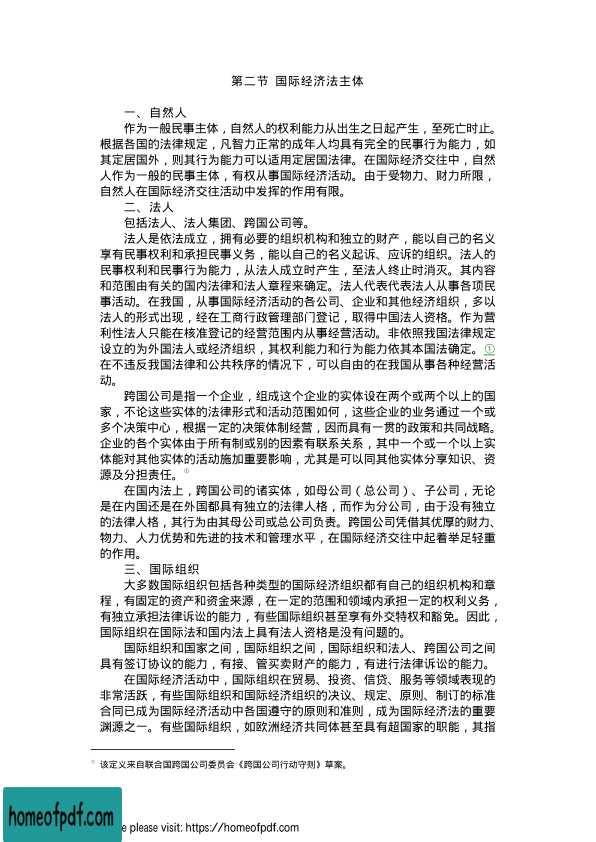 第二节 国际经济法主体
一、自然人
作为一般民事主体，自然人的权利能力从出生之日起产生，至死亡时止。
根据各国的法律规定，凡智力正常的成年人均具有完全的民事行为能力，如
其定居国外，则其行为能力可以适用定居国法律。在国际经济交往中，自然
人作为一般的民事主体，有权从事国际经济活动。由于受物力、财力所限，
自然人在国际经济交往活动中发挥的作用有限。
二、法人
包括法人、法人集团、跨国公司等。
法人是依法成立，拥有必要的组织机构和独立的财产，能以自己的名义
享有民事权利和承担民事义务，能以自己的名义起诉、应诉的组织。法人的
民事权利和民事行为能力，从法人成立时产生，至法人终止时消灭。其内容
和范围由有关的国内法律和法人章程来确定。法人代表代表法人从事各项民
事活动。在我国，从事国际经济活动的各公司、企业和其他经济组织，多以
法人的形式出现，经在工商行政管理部门登记，取得中国法人资格。作为营
利性法人只能在核准登记的经营范围内从事经营活动。非依照我国法律规定
设立的为外国法人或经济组织，其权利能力和行为能力依其本国法确定。①
在不违反我国法律和公共秩序的情况下，可以自由的在我国从事各种经营活
动。
跨国公司是指一个企业，组成这个企业的实体设在两个或两个以上的国
家，不论这些实体的法律形式和活动范围如何，这些企业的业务通过一个或
多个决策中心，根据一定的决策体制经营，因而具有一贯的政策和共同战略。
企业的各个实体由于所有制或别的因素有联系关系，其中一个或一个以上实
体能对其他实体的活动施加重要影响，尤其是可以同其他实体分享知识、资
源及分担责任。①
在国内法上，跨国公司的诸实体，如母公司（总公司）、子公司，无论
是在内国还是在外国都具有独立的法律人格，而作为分公司，由于没有独立
的法律人格，其行为由其母公司或总公司负责。跨国公司凭借其优厚的财力、
物力、人力优势和先进的技术和管理水平，在国际经济交往中起着举足轻重
的作用。
三、国际组织
大多数国际组织包括各种类型的国际经济组织都有自己的组织机构和章
程，有固定的资产和资金来源，在一定的范围和领域内承担一定的权利义务，
有独立承担法律诉讼的能力，有些国际组织甚至享有外交特权和豁免。因此，
国际组织在国际法和国内法上具有法人资格是没有问题的。
国际组织和国家之间，国际组织之间，国际组织和法人、跨国公司之间
具有签订协议的能力，有接、管买卖财产的能力，有进行法律诉讼的能力。
在国际经济活动中，国际组织在贸易、投资、信贷、服务等领域表现的
非常活跃，有些国际组织和国际经济组织的决议、规定、原则、制订的标准
合同已成为国际经济活动中各国遵守的原则和准则，成为国际经济法的重要
渊源之一。有些国际组织，如欧洲经济共同体甚至具有超国家的职能，其指
① 该定义来自联合国跨国公司委员会《跨国公司行动守则》草案。
homeofpdf.com
please visit: https://homeofpdf.com